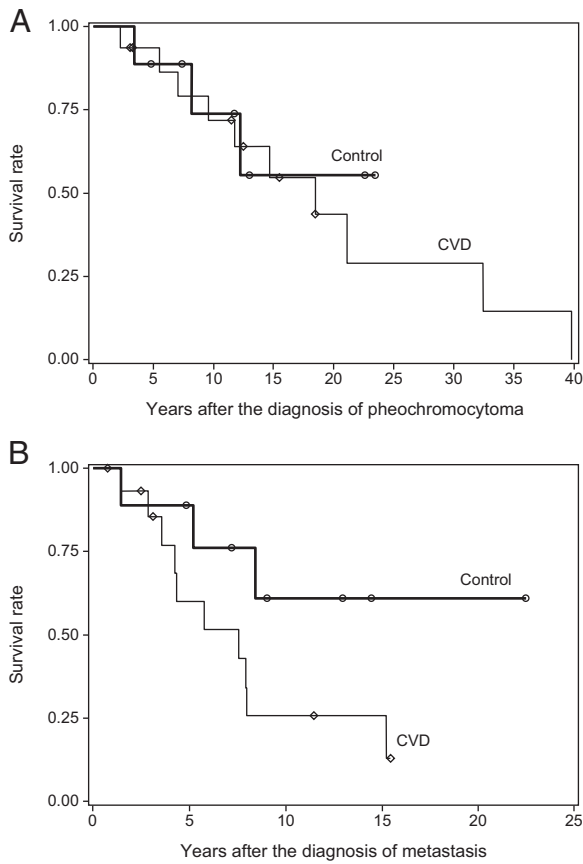 A
1.00
0.75
0.50
0.25
0.00
Survival rate
Control
CVD
0 5 10 15 20 25 30 35 40
Years after the diagnosis of pheochromocytoma
B
1.00
0.75
0.50
0.25
0.00
Survival rate
Control
CVD
0 5 10 15 20 25
Years after the diagnosis of metastasis